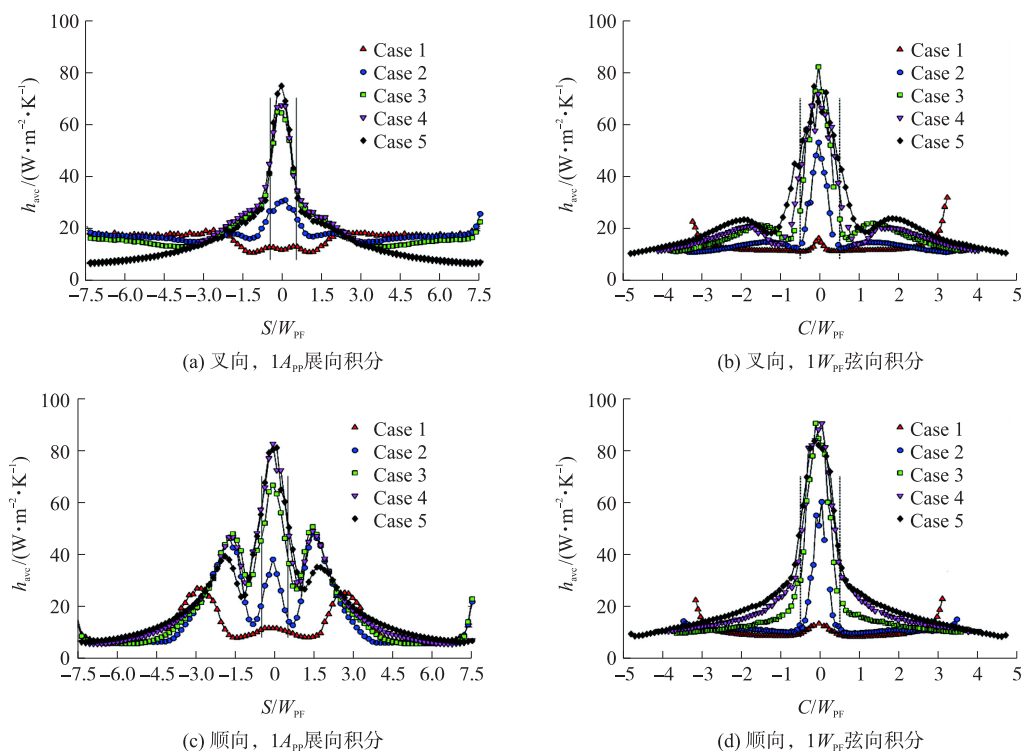 100
80
60
40
20
0
h_avc/(W·m⁻²·K⁻¹)
Case 1
Case 2
Case 3
Case 4
Case 5
−7.5 −6.0 −4.5 −3.0 −1.5 0 1.5 3.0 4.5 6.0 7.5
S/W_PF
(a) 叉向，1A_PP展向积分
100
80
60
40
20
0
h_avc/(W·m⁻²·K⁻¹)
Case 1
Case 2
Case 3
Case 4
Case 5
−5 −4 −3 −2 −1 0 1 2 3 4 5
C/W_PF
(b) 叉向，1W_PF弦向积分
100
80
60
40
20
0
h_avc/(W·m⁻²·K⁻¹)
Case 1
Case 2
Case 3
Case 4
Case 5
−7.5 −6.0 −4.5 −3.0 −1.5 0 1.5 3.0 4.5 6.0 7.5
S/W_PF
(c) 顺向，1A_PP展向积分
100
80
60
40
20
0
h_avc/(W·m⁻²·K⁻¹)
Case 1
Case 2
Case 3
Case 4
Case 5
−5 −4 −3 −2 −1 0 1 2 3 4 5
C/W_PF
(d) 顺向，1W_PF弦向积分